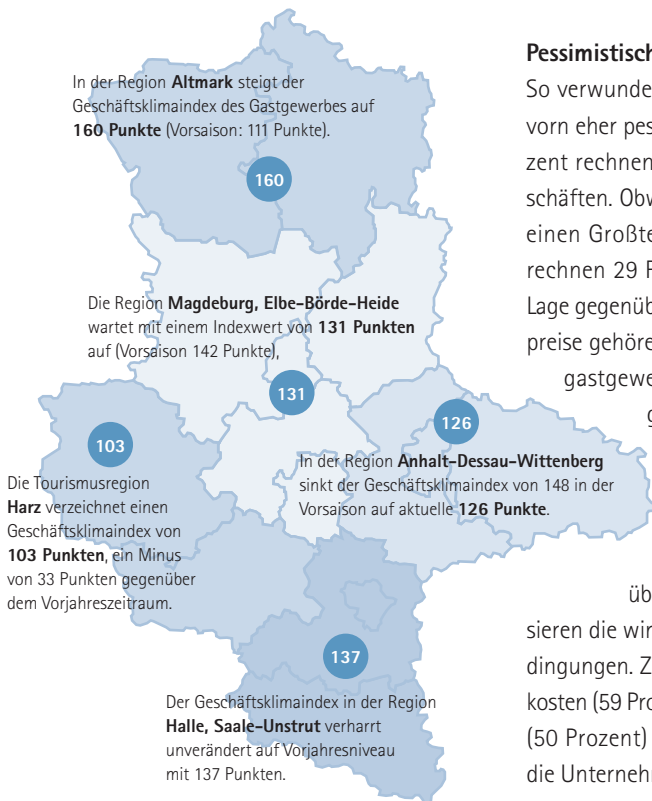 In der Region Altmark steigt der
Geschäftsklimaindex des Gastgewerbes auf
160 Punkte (Vorsaison: 111 Punkte).
160
Die Region Magdeburg, Elbe-Börde-Heide
wartet mit einem Indexwert von 131 Punkten
auf (Vorsaison 142 Punkte),
131
103
Die Tourismusregion
Harz verzeichnet einen
Geschäftsklimaindex von
103 Punkten, ein Minus
von 33 Punkten gegenüber
dem Vorjahreszeitraum.
126
In der Region Anhalt-Dessau-Wittenberg
sinkt der Geschäftsklimaindex von 148 in der
Vorsaison auf aktuelle 126 Punkte.
137
Der Geschäftsklimaindex in der Region
Halle, Saale-Unstrut verharrt
unverändert auf Vorjahresniveau
mit 137 Punkten.
Pessimistisch
So verwunde
vorn eher pes
zent rechnen
schäften. Obw
einen Großte
rechnen 29 P
Lage gegenüb
preise gehöre
gastgewe
g
üb
sieren die wir
dingungen. Z
kosten (59 Pro
(50 Prozent)
die Unternehr